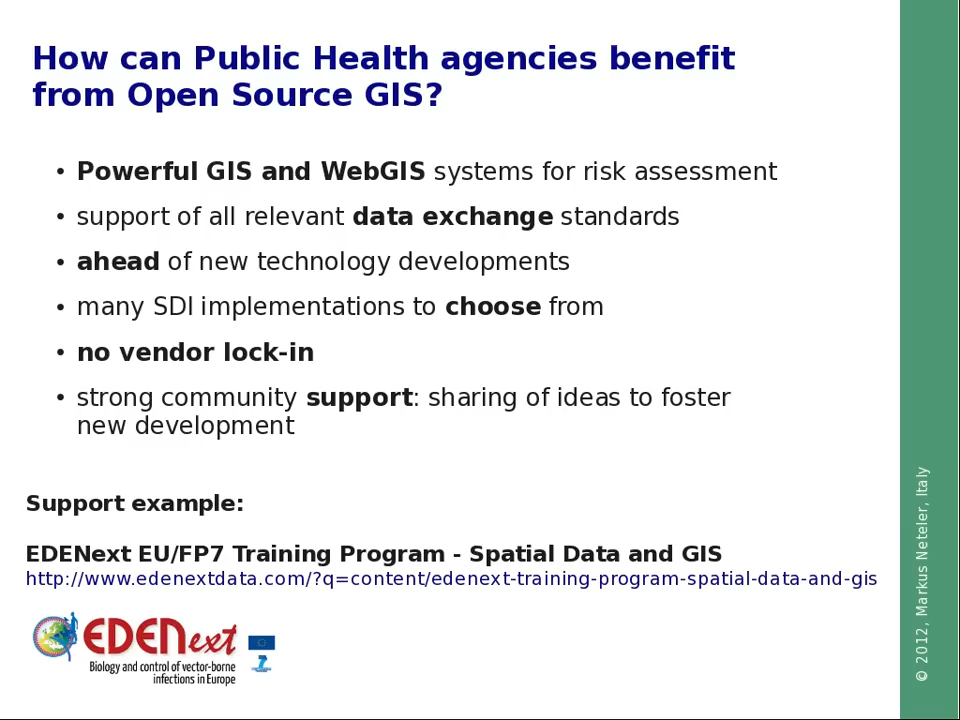 How can Public Health agencies benefit
from Open Source GIS?
• Powerful GIS and WebGIS systems for risk assessment
• support of all relevant data exchange standards
• ahead of new technology developments
• many SDI implementations to choose from
• no vendor lock-in
• strong community support: sharing of ideas to foster
new development
Support example:
EDENext EU/FP7 Training Program - Spatial Data and GIS
http://www.edenextdata.com/?q=content/edenext-training-program-spatial-data-and-gis
EDENext
Biology and control of vector-borne
infections in Europe
© 2012, Markus Neteler, Italy